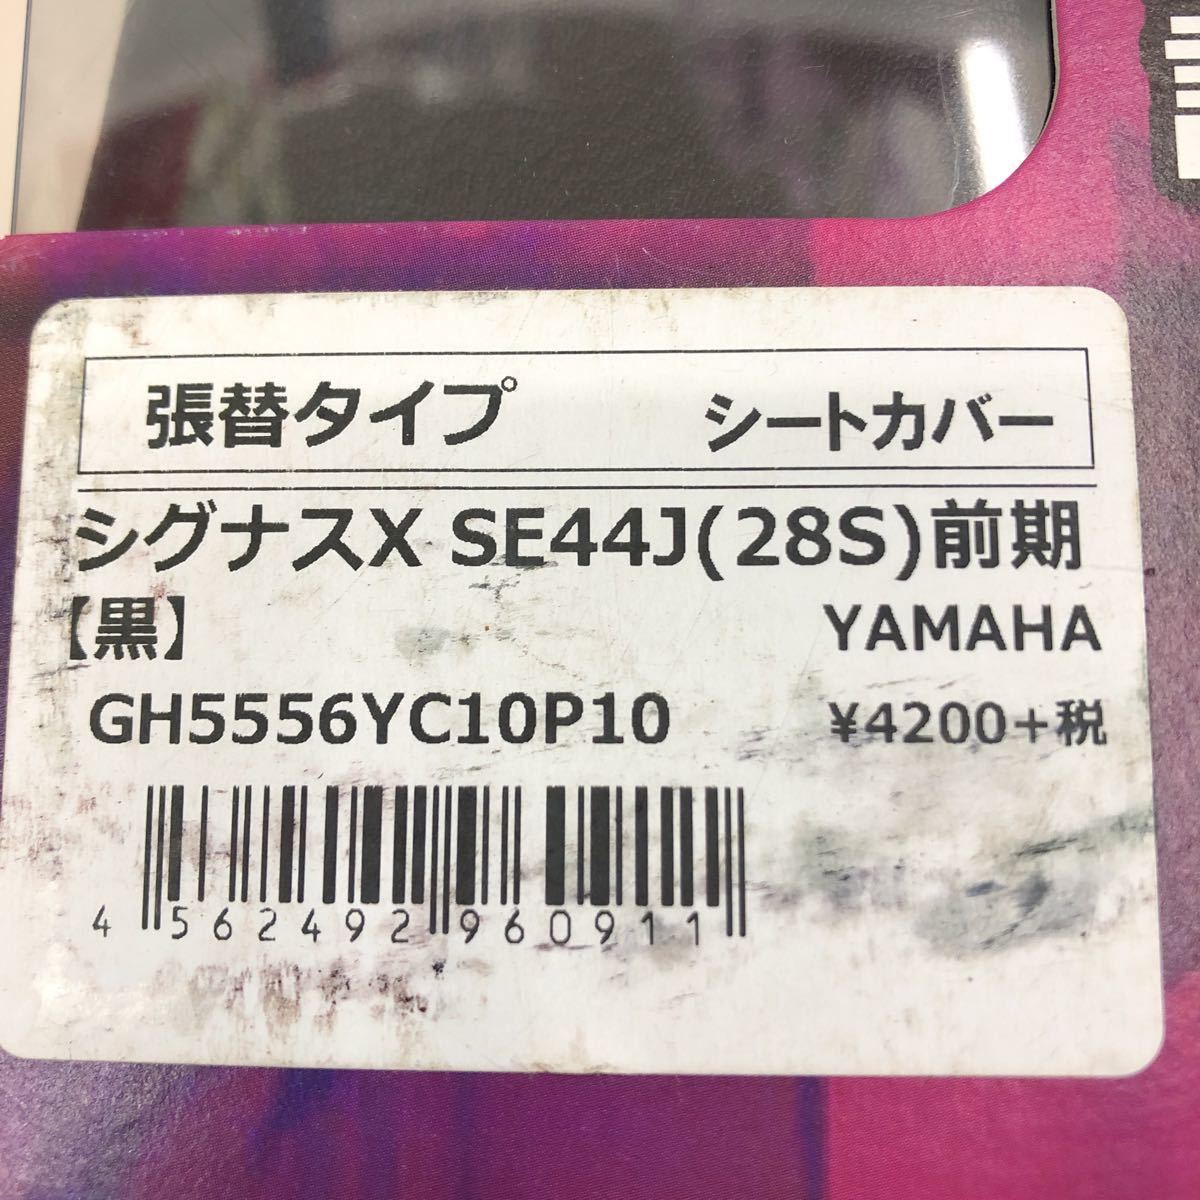 張替タイプ シートカバー
シグナスX SE44J(28S)前期
【黒】 YAMAHA
GH5556YC10P10 ¥4200+税
4 562492 960911